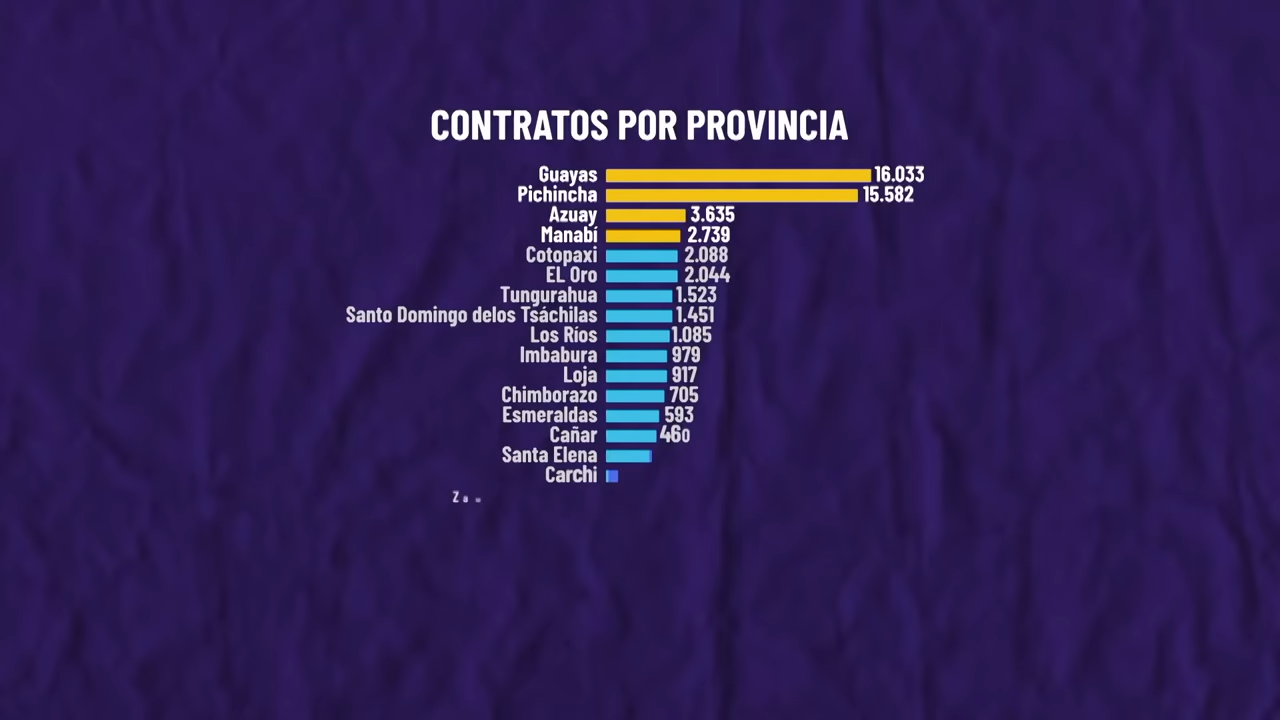 CONTRATOS POR PROVINCIA
Guayas 16.033
Pichincha 15.582
Azuay 3.635
Manabí 2.739
Cotopaxi 2.088
EL Oro 2.044
Tungurahua 1.523
Santo Domingo delos Tsáchilas 1.451
Los Ríos 1.085
Imbabura 979
Loja 917
Chimborazo 705
Esmeraldas 593
Cañar 460
Santa Elena
Carchi